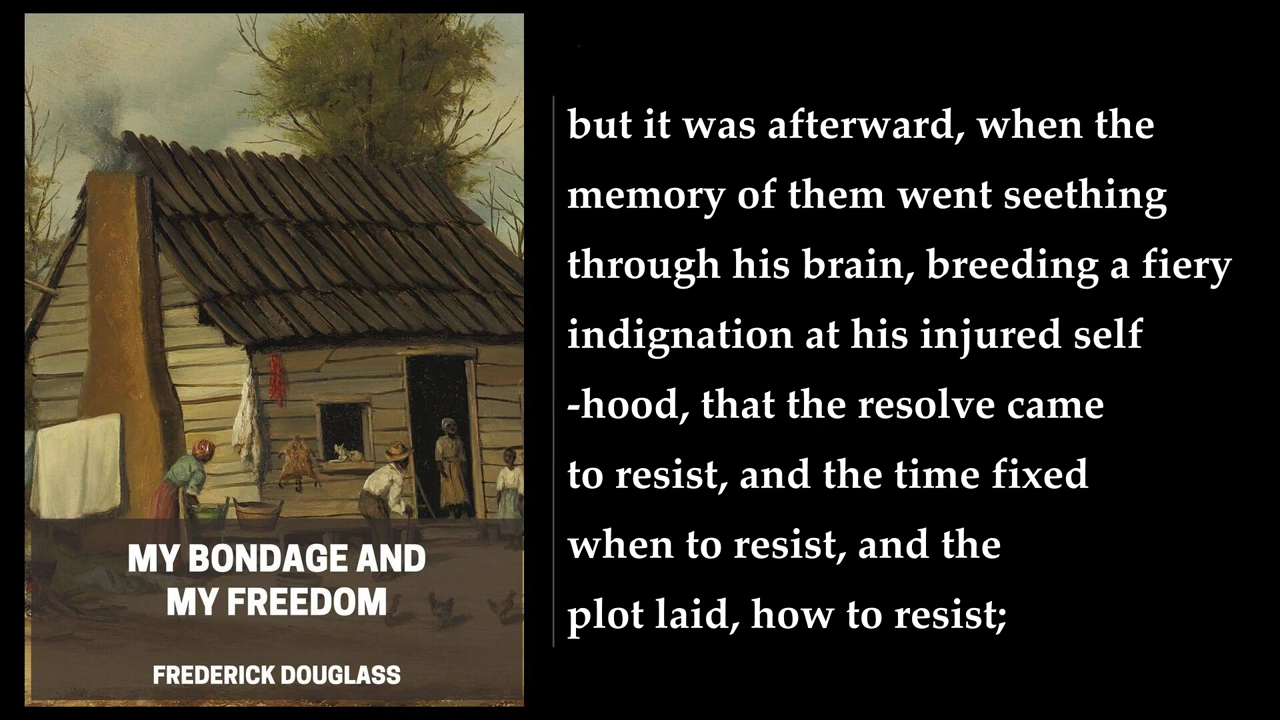 MY BONDAGE AND
MY FREEDOM
FREDERICK DOUGLASS
but it was afterward, when the
memory of them went seething
through his brain, breeding a fiery
indignation at his injured self
-hood, that the resolve came
to resist, and the time fixed
when to resist, and the
plot laid, how to resist;